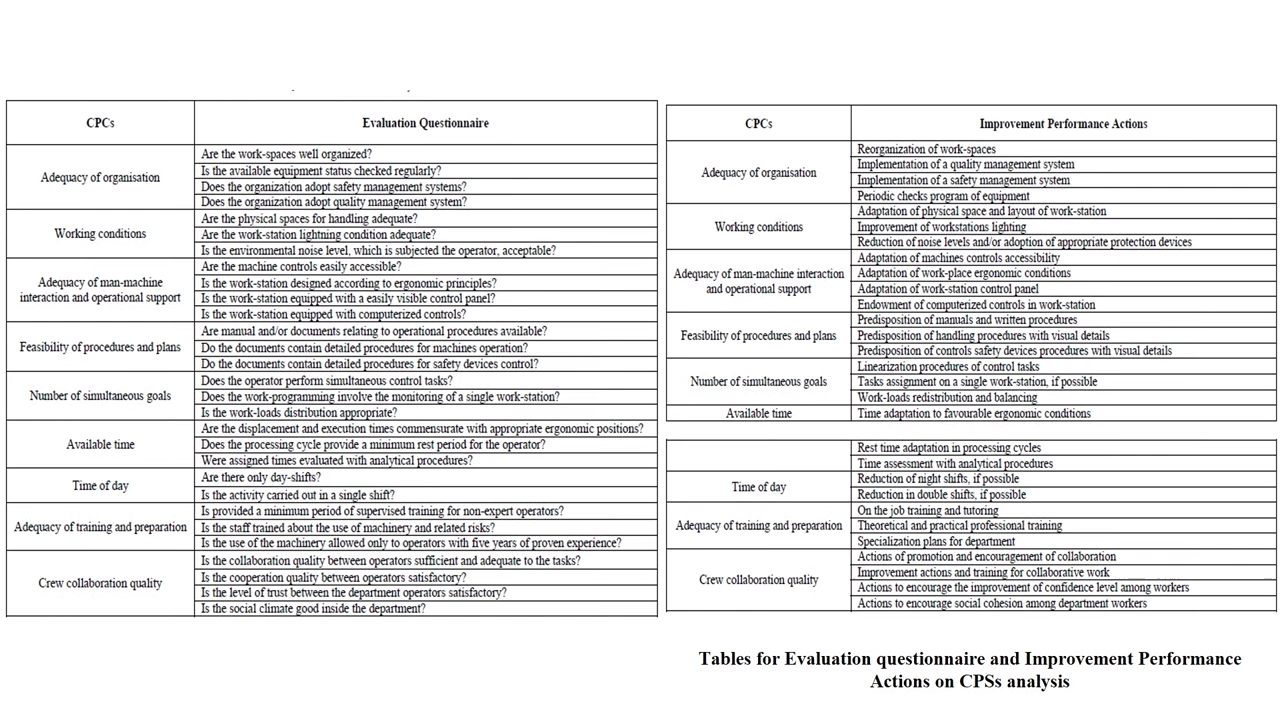 CPCs
Evaluation Questionnaire
Adequacy of organisation
Are the work-spaces well organized?
Is the available equipment status checked regularly?
Does the organization adopt safety management systems?
Does the organization adopt quality management system?
Working conditions
Are the physical spaces for handling adequate?
Are the work-station lightning condition adequate?
Is the environmental noise level, which is subjected the operator, acceptable?
Adequacy of man-machine
interaction and operational support
Are the machine controls easily accessible?
Is the work-station designed according to ergonomic principles?
Is the work-station equipped with a easily visible control panel?
Is the work-station equipped with computerized controls?
Feasibility of procedures and plans
Are manual and/or documents relating to operational procedures available?
Do the documents contain detailed procedures for machines operation?
Do the documents contain detailed procedures for safety devices control?
Number of simultaneous goals
Does the operator perform simultaneous control tasks?
Does the work-programming involve the monitoring of a single work-station?
Is the work-loads distribution appropriate?
Available time
Are the displacement and execution times commensurate with appropriate ergonomic positions?
Does the processing cycle provide a minimum rest period for the operator?
Were assigned times evaluated with analytical procedures?
Time of day
Are there only day-shifts?
Is the activity carried out in a single shift?
Adequacy of training and preparation
Is provided a minimum period of supervised training for non-expert operators?
Is the staff trained about the use of machinery and related risks?
Is the use of the machinery allowed only to operators with five years of proven experience?
Crew collaboration quality
Is the collaboration quality between operators sufficient and adequate to the tasks?
Is the cooperation quality between operators satisfactory?
Is the level of trust between the department operators satisfactory?
Is the social climate good inside the department?
CPCs
Improvement Performance Actions
Adequacy of organisation
Reorganization of work-spaces
Implementation of a quality management system
Implementation of a safety management system
Periodic checks program of equipment
Working conditions
Adaptation of physical space and layout of work-station
Improvement of workstations lighting
Reduction of noise levels and/or adoption of appropriate protection devices
Adequacy of man-machine interaction
and operational support
Adaptation of machines controls accessibility
Adaptation of work-place ergonomic conditions
Adaptation of work-station control panel
Endowment of computerized controls in work-station
Feasibility of procedures and plans
Predisposition of manuals and written procedures
Predisposition of handling procedures with visual details
Predisposition of controls safety devices procedures with visual details
Number of simultaneous goals
Linearization procedures of control tasks
Tasks assignment on a single work-station, if possible
Work-loads redistribution and balancing
Available time
Time adaptation to favourable ergonomic conditions
Rest time adaptation in processing cycles
Time assessment with analytical procedures
Time of day
Reduction of night shifts, if possible
Reduction in double shifts, if possible
Adequacy of training and preparation
On the job training and tutoring
Theoretical and practical professional training
Specialization plans for department
Crew collaboration quality
Actions of promotion and encouragement of collaboration
Improvement actions and training for collaborative work
Actions to encourage the improvement of confidence level among workers
Actions to encourage social cohesion among department workers
Tables for Evaluation questionnaire and Improvement Performance
Actions on CPSs analysis